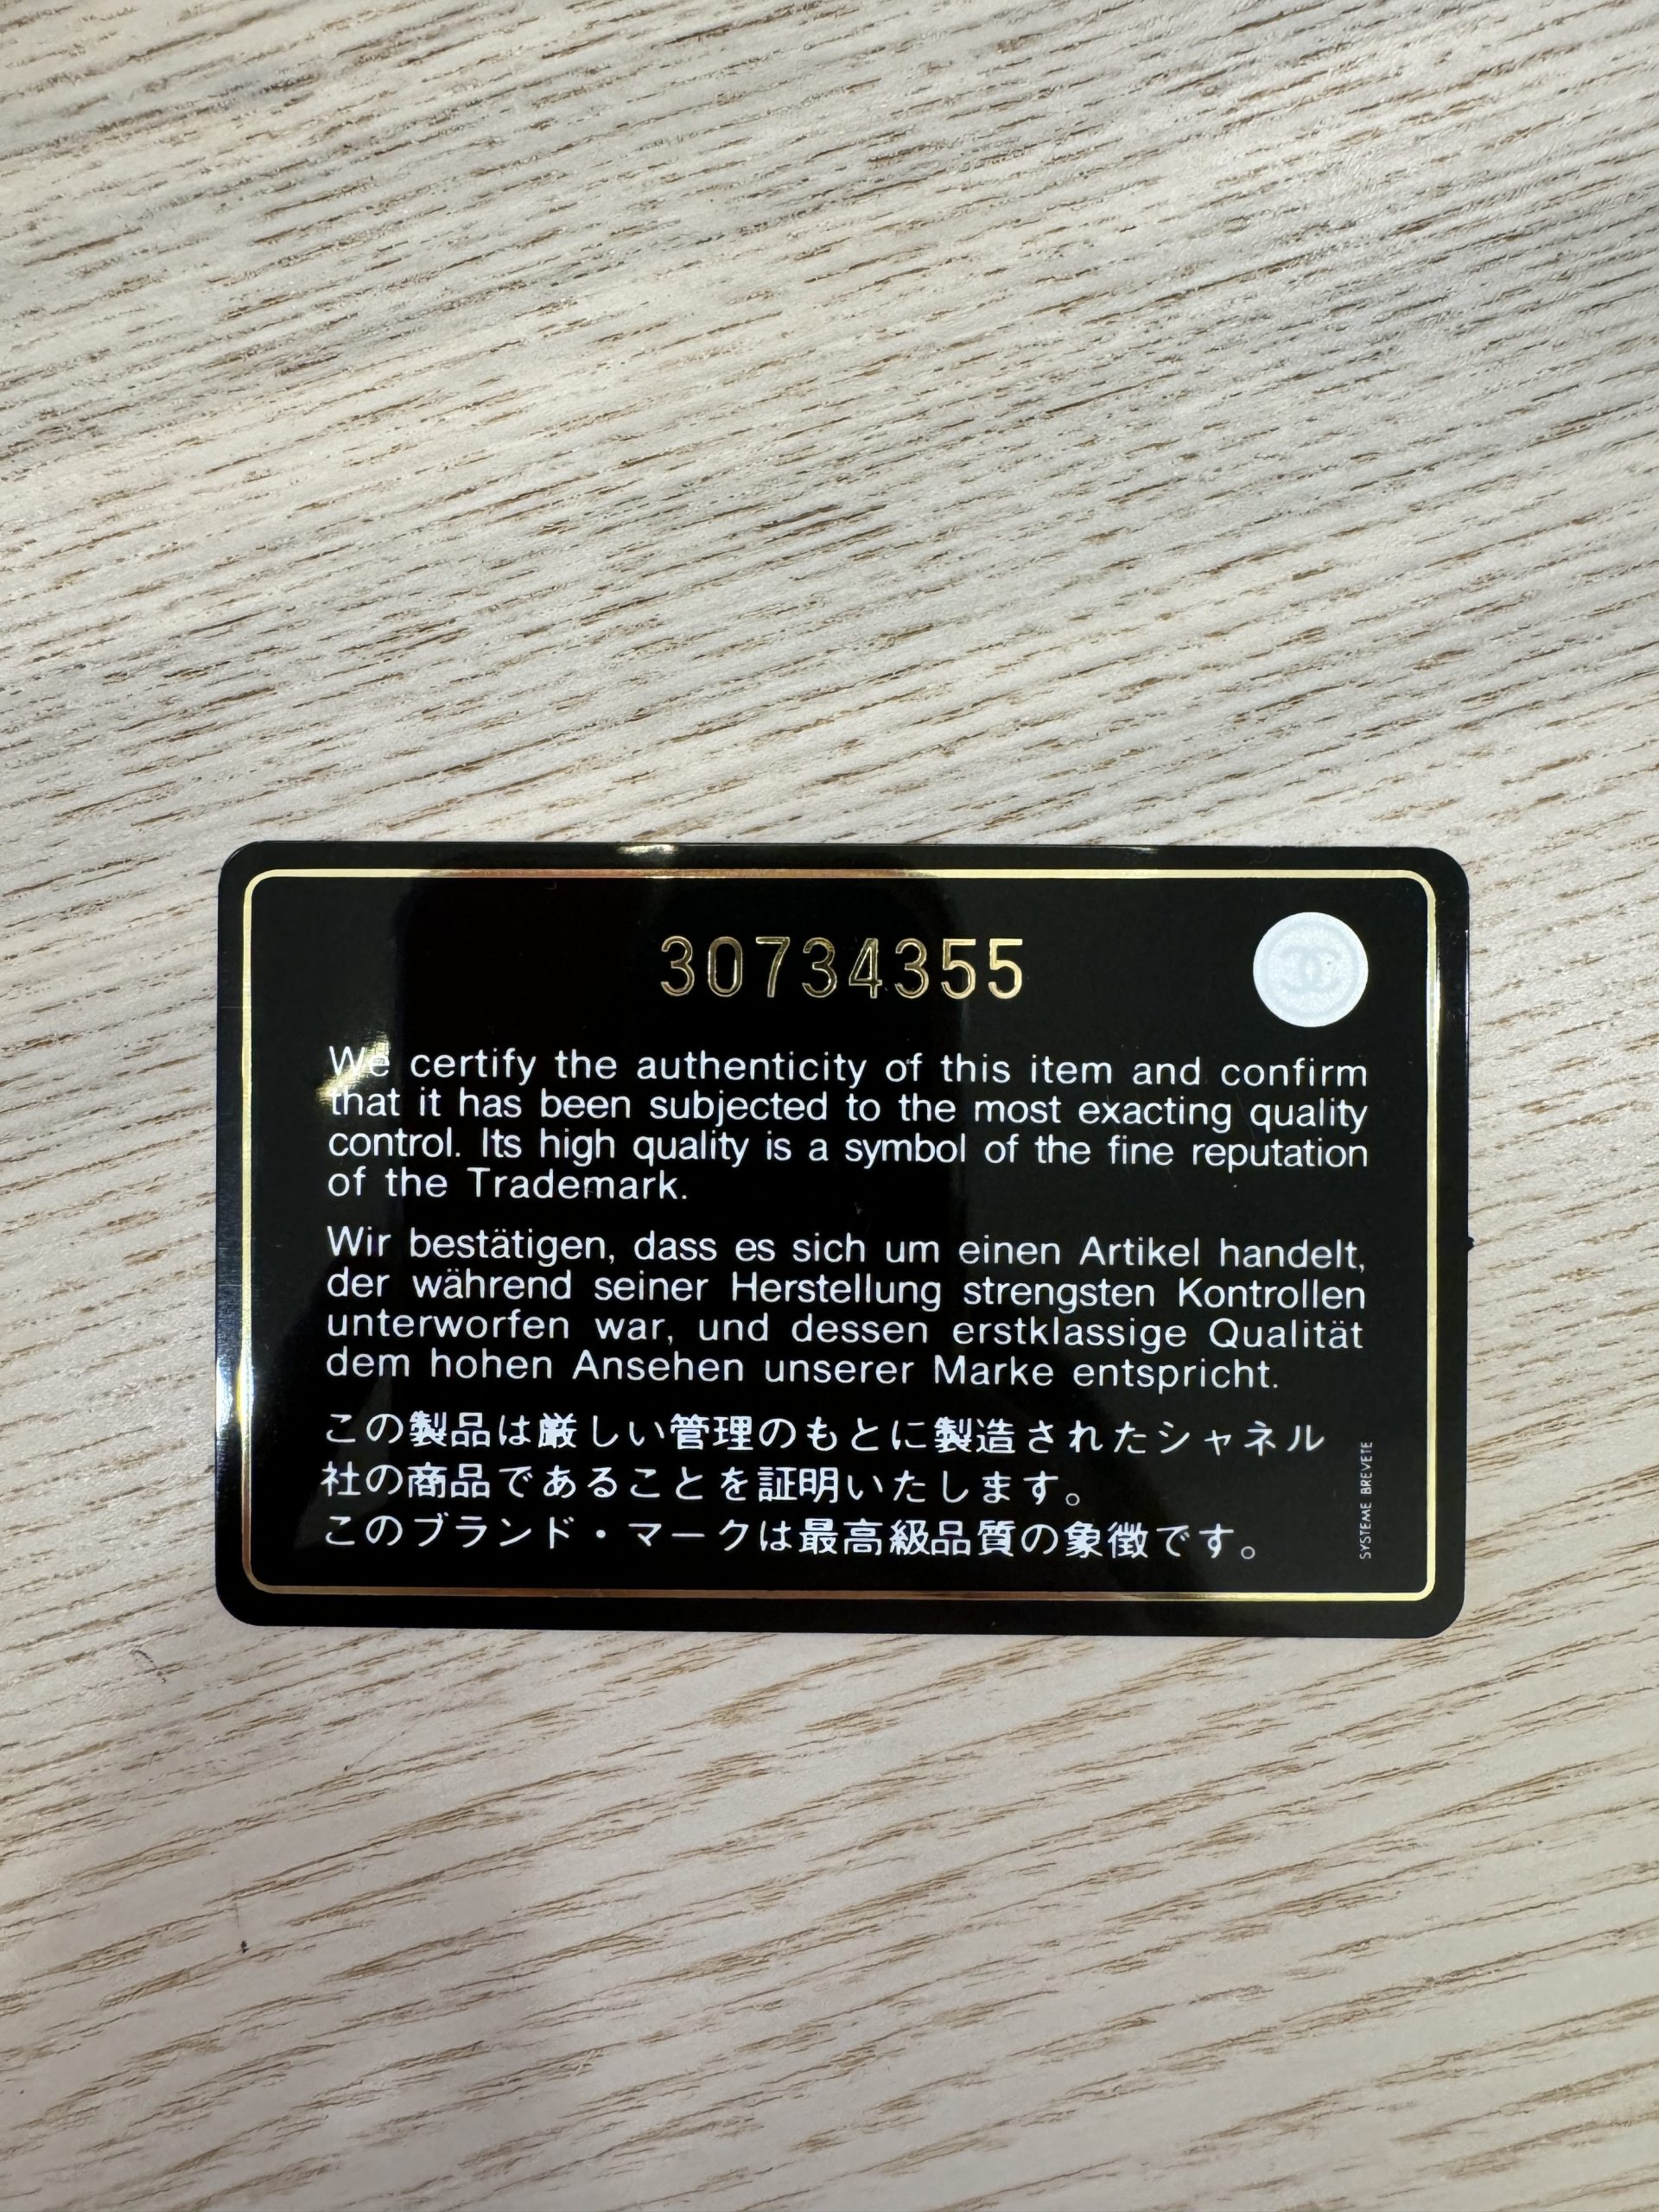 30734355
We certify the authenticity of this item and confirm
that it has been subjected to the most exacting quality
control. Its high quality is a symbol of the fine reputation
of the Trademark.
Wir bestätigen, dass es sich um einen Artikel handelt,
der während seiner Herstellung strengsten Kontrollen
unterworfen war, und dessen erstklassige Qualität
dem hohen Ansehen unserer Marke entspricht.
この製品は厳しい管理のもとに製造されたシャネル
社の商品であることを証明いたします。
このブランド・マークは最高級品質の象徴です。
SYSTEME BREVETE